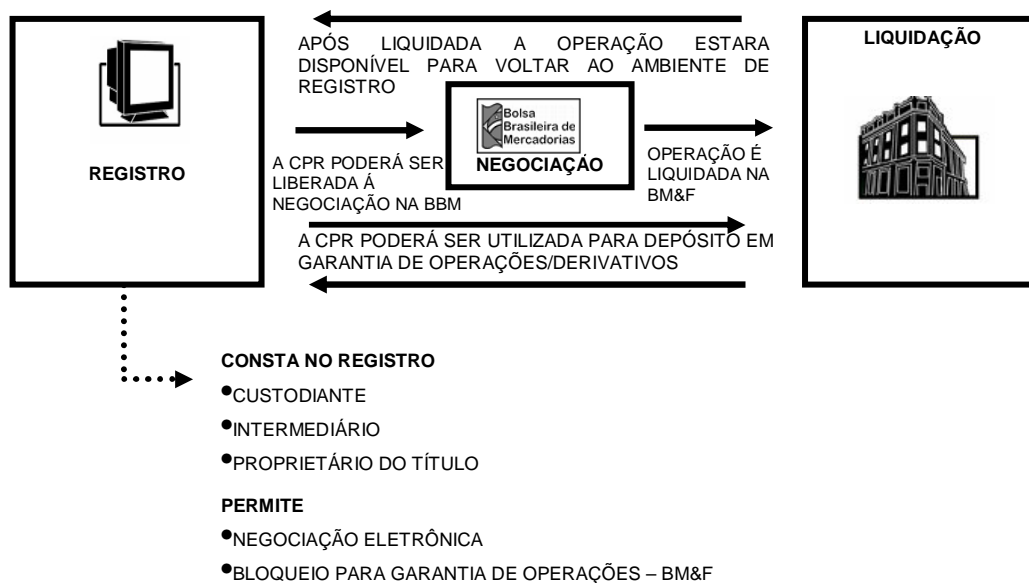 APÓS LIQUIDADA A OPERAÇÃO ESTARA
DISPONÍVEL PARA VOLTAR AO AMBIENTE DE
REGISTRO
LIQUIDAÇÃO
Bolsa
Brasileira de
Mercadorias
NEGOCIAÇÁO
REGISTRO
A CPR PODERÁ SER
LIBERADA Á
NEGOCIAÇÃO NA BBM
OPERAÇÃO É
LIQUIDADA NA
BM&F
A CPR PODERÁ SER UTILIZADA PARA DEPÓSITO EM
GARANTIA DE OPERAÇÕES/DERIVATIVOS
CONSTA NO REGISTRO
•CUSTODIANTE
•INTERMEDIÁRIO
•PROPRIETÁRIO DO TÍTULO
PERMITE
•NEGOCIAÇÃO ELETRÔNICA
•BLOQUEIO PARA GARANTIA DE OPERAÇÕES – BM&F